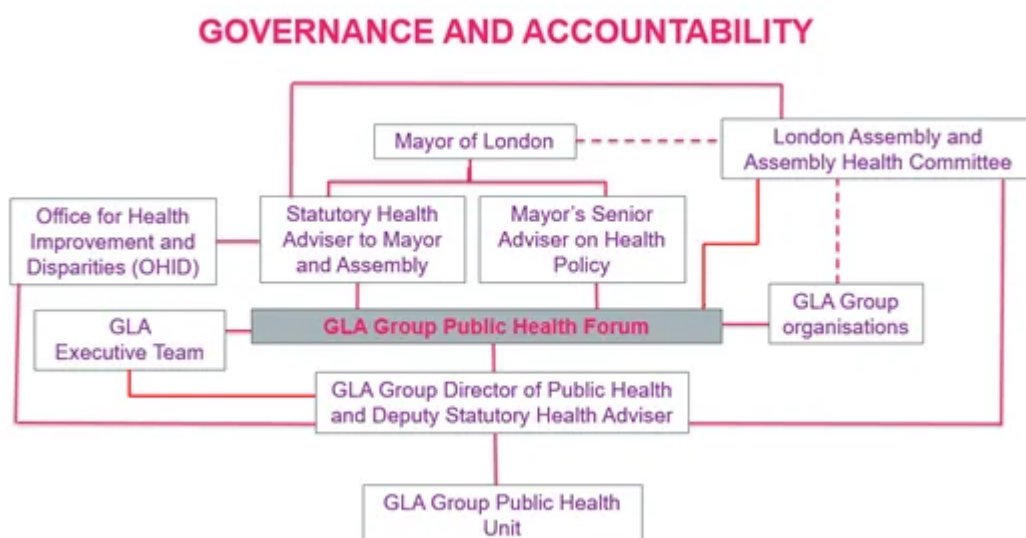 GOVERNANCE AND ACCOUNTABILITY
Mayor of London
London Assembly and
Assembly Health Committee
Office for Health
Improvement and
Disparities (OHID)
Statutory Health
Adviser to Mayor
and Assembly
Mayor's Senior
Adviser on Health
Policy
GLA Group
organisations
GLA
Executive Team
GLA Group Public Health Forum
GLA Group Director of Public Health
and Deputy Statutory Health Adviser
GLA Group Public Health
Unit